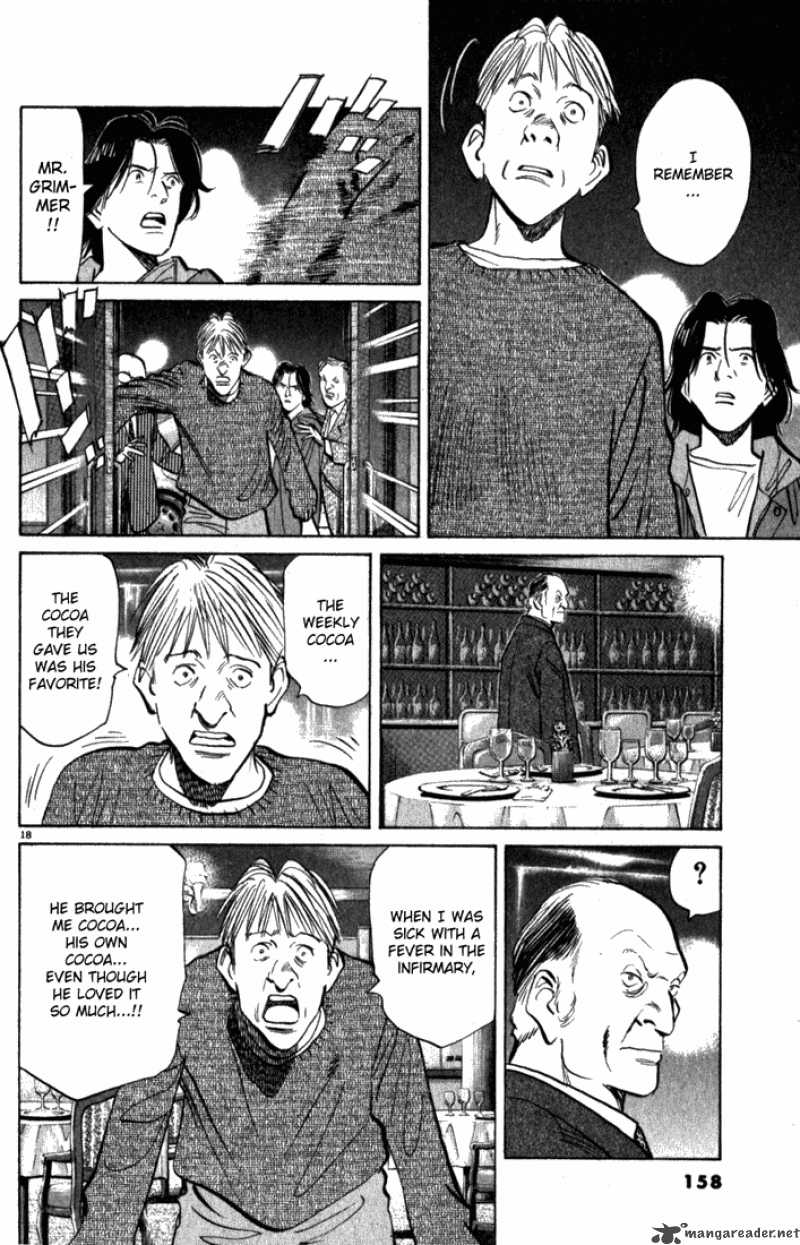 I
REMEMBER
...
MR.
GRIM-
MER
!!
THE
WEEKLY
COCOA
...
THE
COCOA
THEY
GAVE US
WAS HIS
FAVORITE!
18
?
WHEN I WAS
SICK WITH A
FEVER IN THE
INFIRMARY,
HE BROUGHT
ME COCOA...
HIS OWN
COCOA...
EVEN THOUGH
HE LOVED IT
SO MUCH...!!
158
mangareader.net